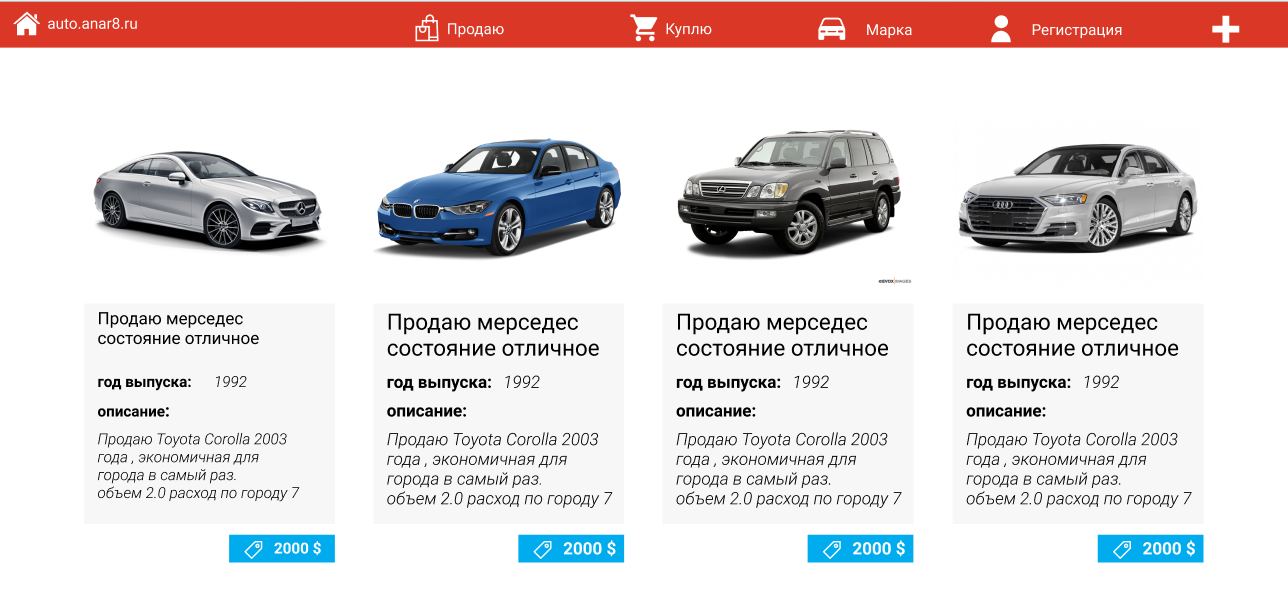 auto.anar8.ru
Продаю
Куплю
Марка
Регистрация
Продаю мерседес
состояние отличное
год выпуска: 1992
описание:
Продаю Toyota Corolla 2003
года , экономичная для
города в самый раз.
объем 2.0 расход по городу 7
2000 $
Продаю мерседес
состояние отличное
год выпуска: 1992
описание:
Продаю Toyota Corolla 2003
года , экономичная для
города в самый раз.
объем 2.0 расход по городу 7
2000 $
Продаю мерседес
состояние отличное
год выпуска: 1992
описание:
Продаю Toyota Corolla 2003
года , экономичная для
города в самый раз.
объем 2.0 расход по городу 7
2000 $
Продаю мерседес
состояние отличное
год выпуска: 1992
описание:
Продаю Toyota Corolla 2003
года , экономичная для
города в самый раз.
объем 2.0 расход по городу 7
2000 $